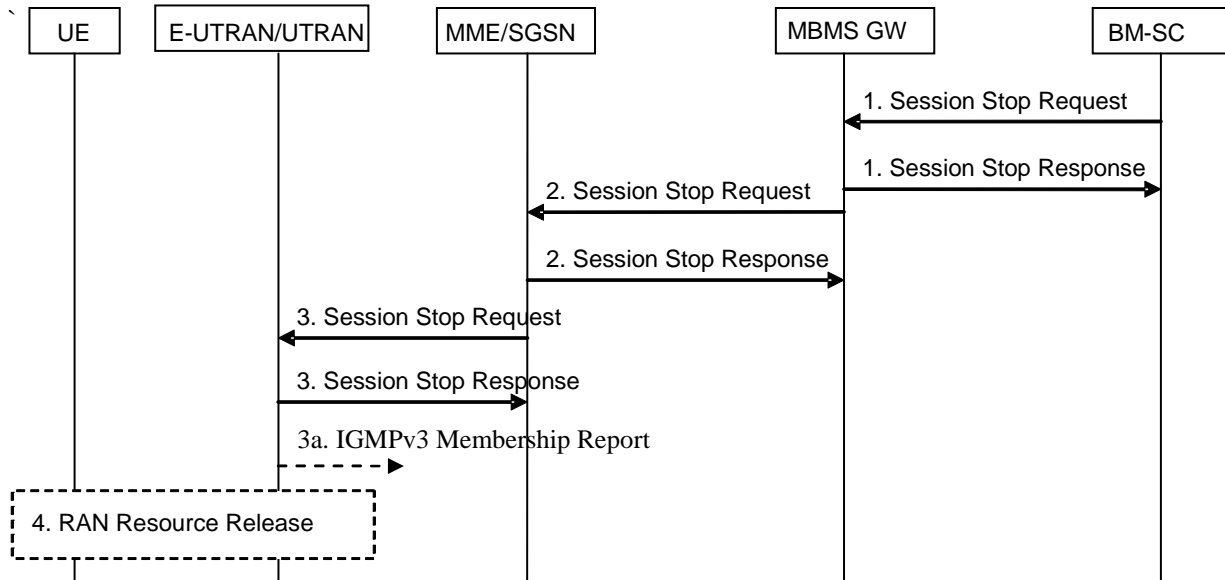 `
UE
E-UTRAN/UTRAN
MME/SGSN
MBMS GW
BM-SC
1. Session Stop Request
1. Session Stop Response
2. Session Stop Request
2. Session Stop Response
3. Session Stop Request
3. Session Stop Response
3a. IGMPv3 Membership Report
4. RAN Resource Release